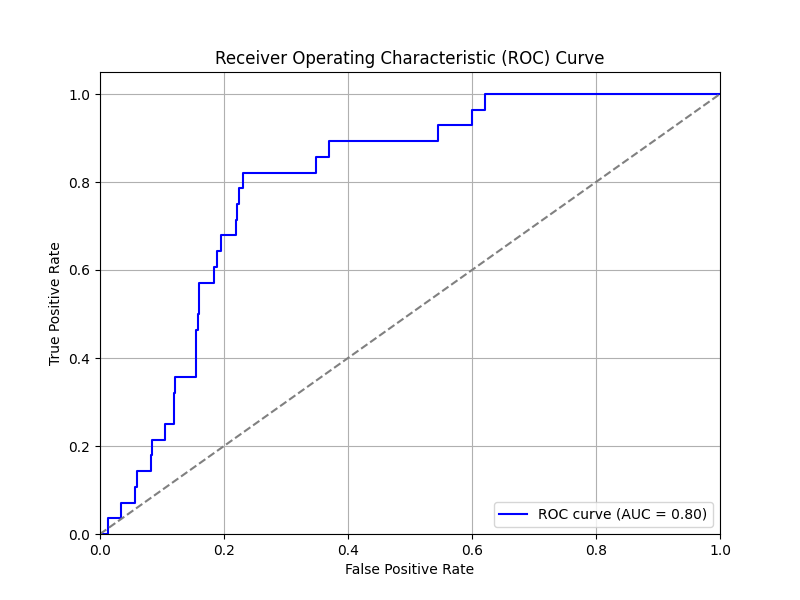 Receiver Operating Characteristic (ROC) Curve
True Positive Rate
1.0
0.8
0.6
0.4
0.2
0.0
0.0 0.2 0.4 0.6 0.8 1.0
False Positive Rate
ROC curve (AUC = 0.80)